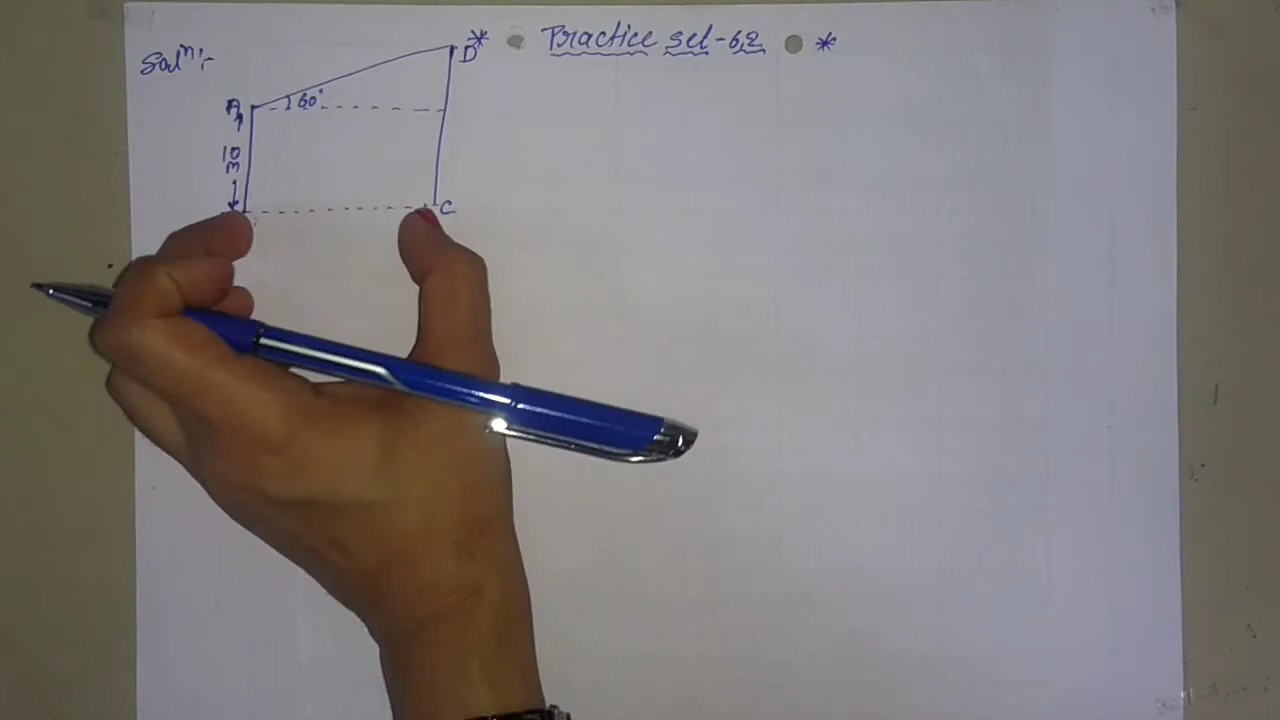 * Practice set-6.2 *
Solⁿ:-
D
A
60°
10
C